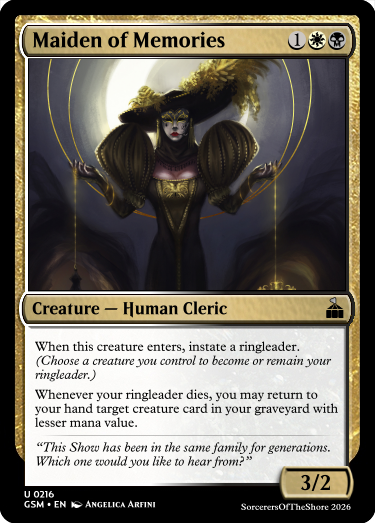 Maiden of Memories 1
Creature — Human Cleric
When this creature enters, instate a ringleader.
(Choose a creature you control to become or remain your
ringleader.)
Whenever your ringleader dies, you may return to
your hand target creature card in your graveyard with
lesser mana value.
“This Show has been in the same family for generations.
Which one would you like to hear from?”
3/2
U 0216
GSM • EN Angelica Arfini
SorcerersOfTheShore 2026